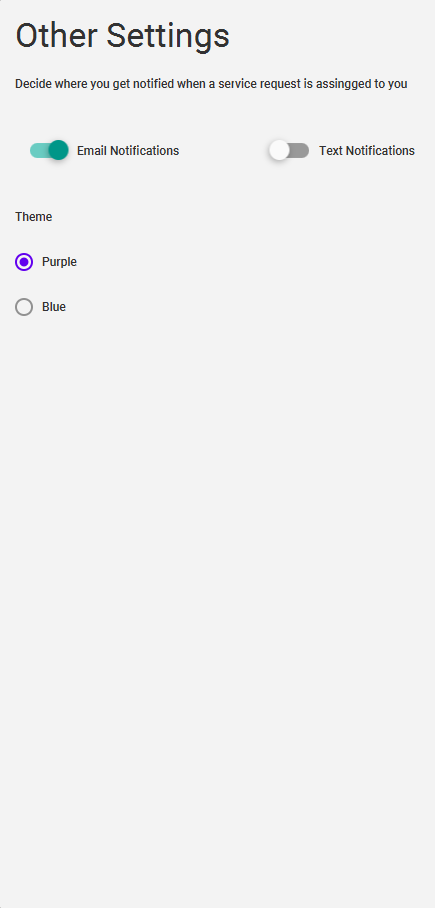 Other Settings
Decide where you get notified when a service request is assingged to you
Email Notifications
Text Notifications
Theme
Purple
Blue